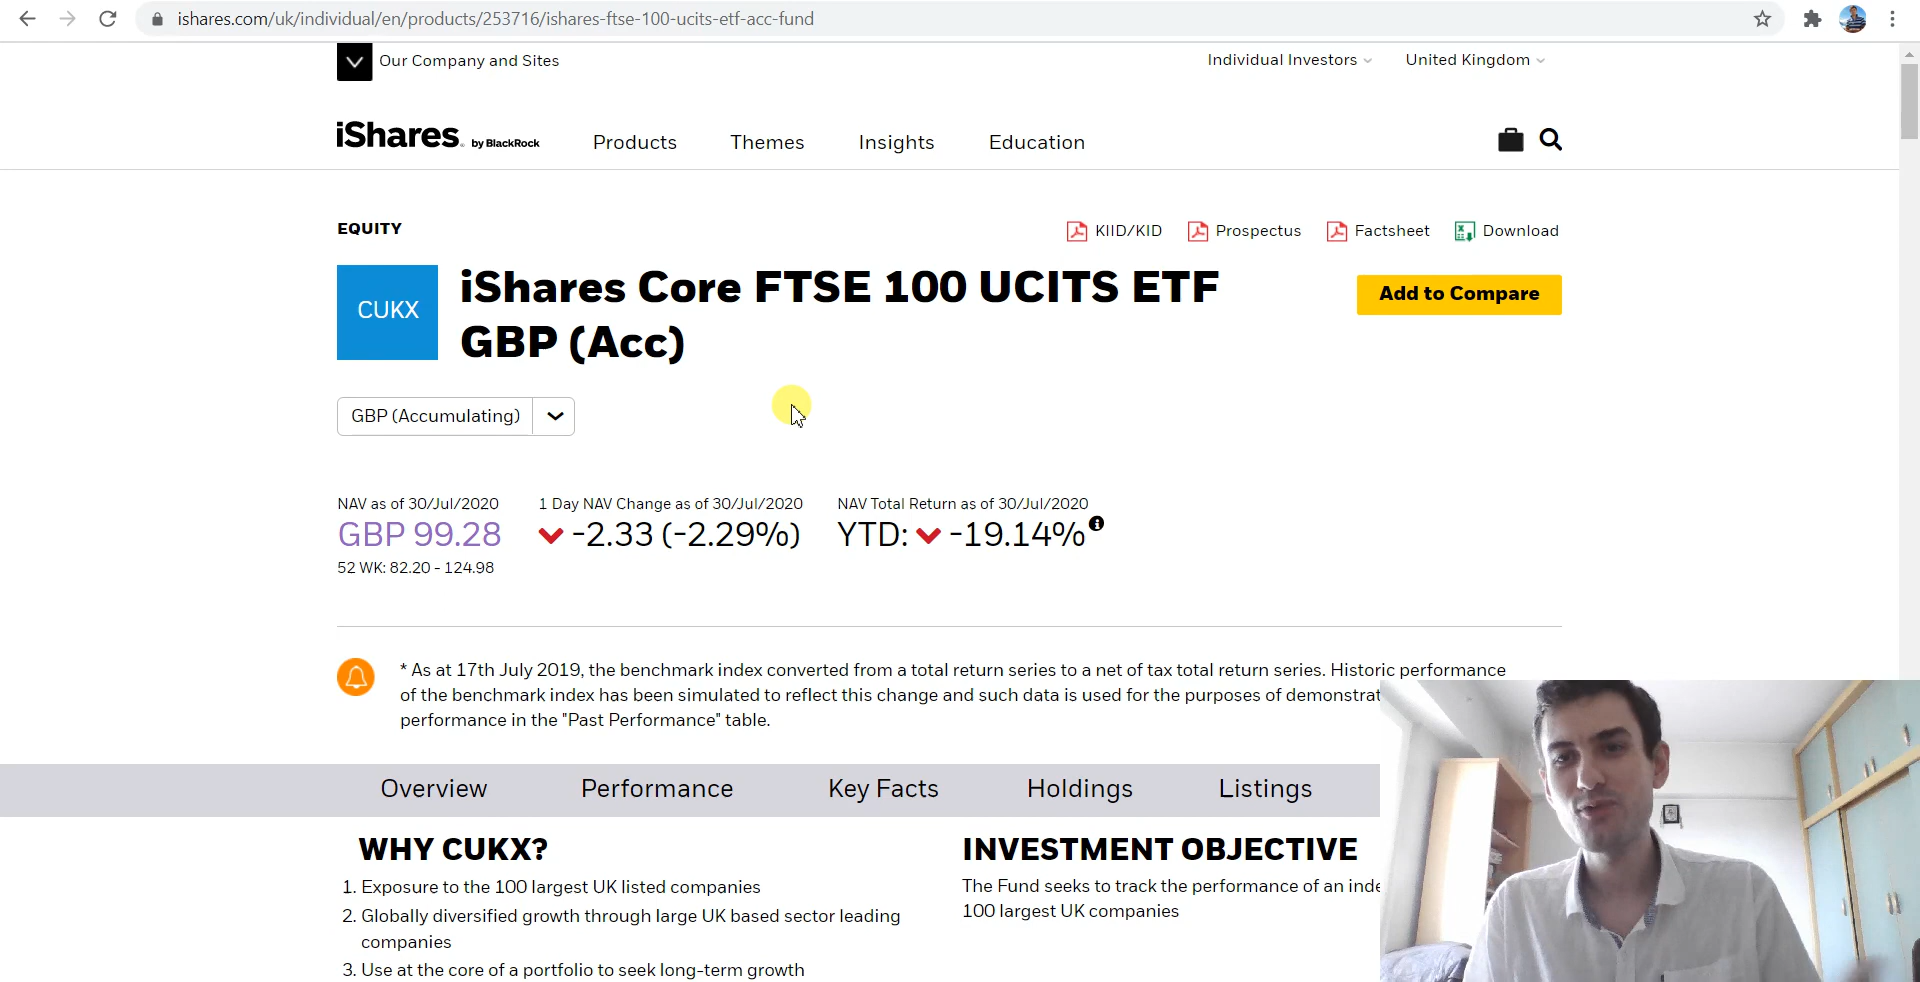 ishares.com/uk/individual/en/products/253716/ishares-ftse-100-ucits-etf-acc-fund
Our Company and Sites
Individual Investors
United Kingdom
iShares. by BlackRock
Products
Themes
Insights
Education
EQUITY
KIID/KID
Prospectus
Factsheet
Download
CUKX
iShares Core FTSE 100 UCITS ETF
GBP (Acc)
Add to Compare
GBP (Accumulating)
NAV as of 30/Jul/2020
GBP 99.28
52 WK: 82.20 - 124.98
1 Day NAV Change as of 30/Jul/2020
-2.33 (-2.29%)
NAV Total Return as of 30/Jul/2020
YTD: -19.14%
* As at 17th July 2019, the benchmark index converted from a total return series to a net of tax total return series. Historic performance
of the benchmark index has been simulated to reflect this change and such data is used for the purposes of demonstrat
performance in the "Past Performance" table.
Overview
Performance
Key Facts
Holdings
Listings
WHY CUKX?
1. Exposure to the 100 largest UK listed companies
2. Globally diversified growth through large UK based sector leading
companies
3. Use at the core of a portfolio to seek long-term growth
INVESTMENT OBJECTIVE
The Fund seeks to track the performance of an inde
100 largest UK companies